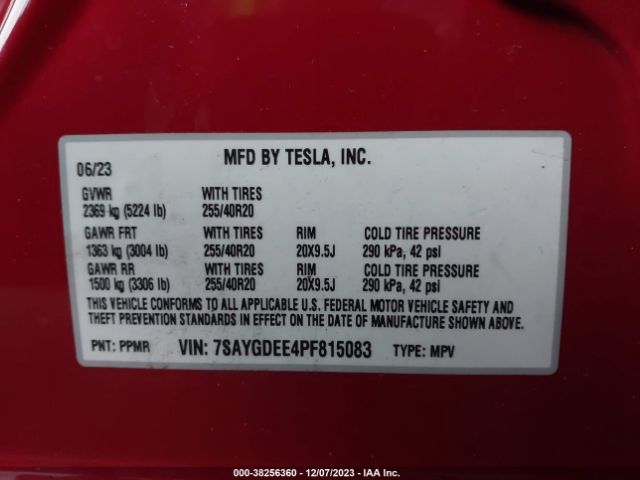 06/23 MFD BY TESLA, INC.
GVWR WITH TIRES
2369 kg (5224 lb) 255/40R20
GAWR FRT WITH TIRES RIM COLD TIRE PRESSURE
1363 kg (3004 lb) 255/40R20 20X9.5J 290 kPa, 42 psi
GAWR RR WITH TIRES RIM COLD TIRE PRESSURE
1500 kg (3306 lb) 255/40R20 20X9.5J 290 kPa, 42 psi
THIS VEHICLE CONFORMS TO ALL APPLICABLE U.S. FEDERAL MOTOR VEHICLE SAFETY AND
THEFT PREVENTION STANDARDS IN EFFECT ON THE DATE OF MANUFACTURE SHOWN ABOVE.
PNT: PPMR VIN: 7SAYGDEE4PF815083 TYPE: MPV
000-38256360 - 12/07/2023 - IAA Inc.